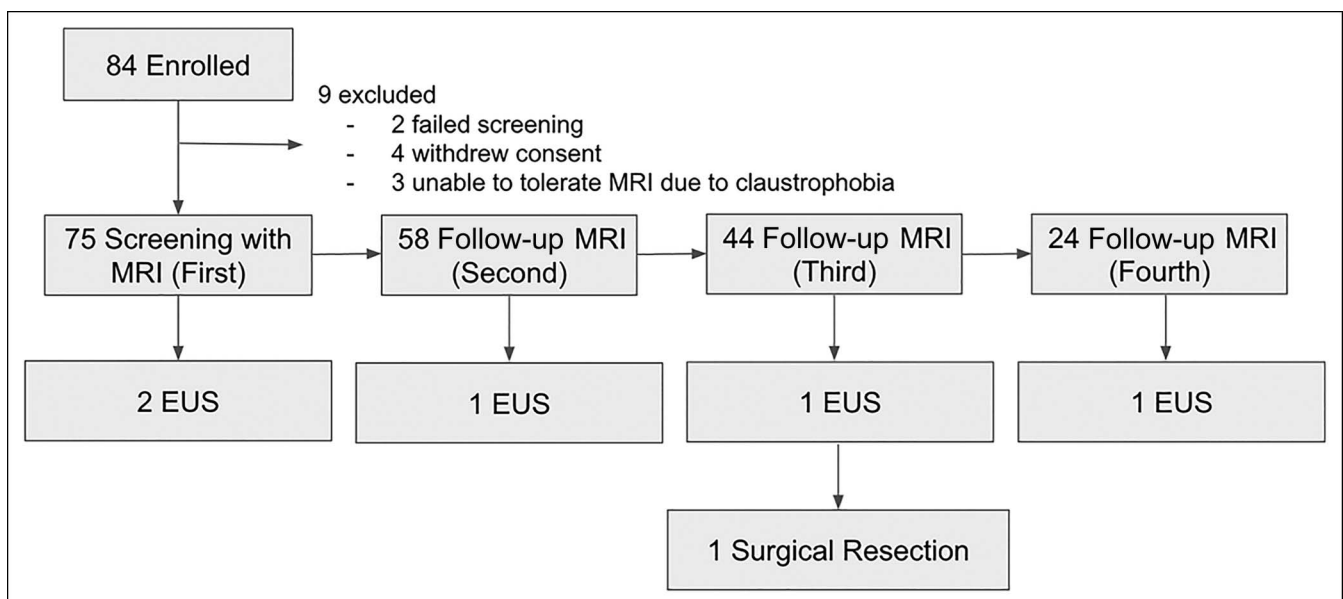 84 Enrolled
9 excluded
- 2 failed screening
- 4 withdrew consent
- 3 unable to tolerate MRI due to claustrophobia
75 Screening with
MRI (First)
58 Follow-up MRI
(Second)
44 Follow-up MRI
(Third)
24 Follow-up MRI
(Fourth)
2 EUS
1 EUS
1 EUS
1 EUS
1 Surgical Resection